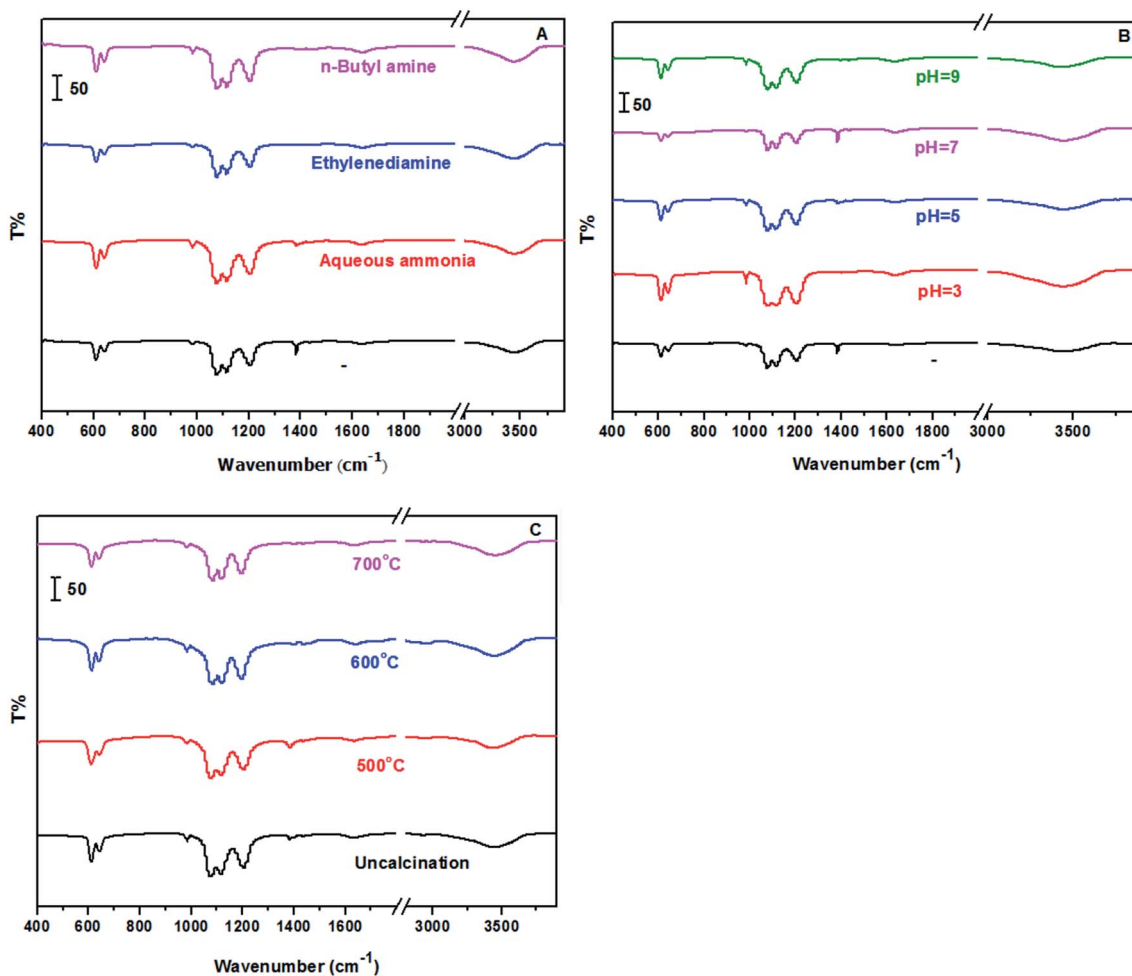 A
n-Butyl amine
50
Ethylenediamine
Aqueous ammonia
-
T%
400 600 800 1000 1200 1400 1600 1800 3000 3500
Wavenumber (cm⁻¹)
B
pH=9
50
pH=7
pH=5
pH=3
-
T%
400 600 800 1000 1200 1400 1600 1800 3000 3500
Wavenumber (cm⁻¹)
C
700°C
50
600°C
500°C
Uncalcination
T%
400 600 800 1000 1200 1400 1600 3000 3500
Wavenumber (cm⁻¹)